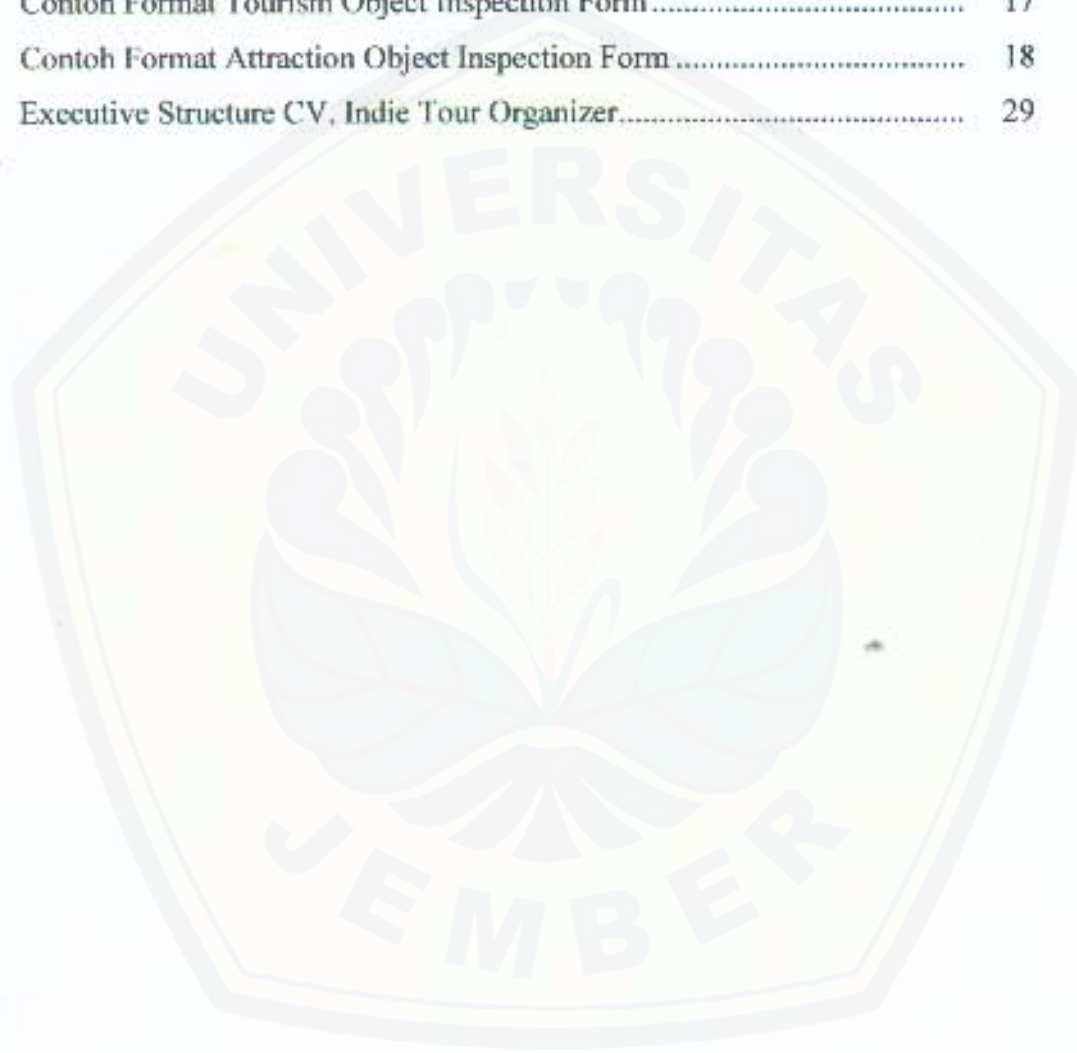 Contoh Format Tourism Object Inspection Form ..................................... 17
Contoh Format Attraction Object Inspection Form .................................. 18
Executive Structure CV. Indie Tour Organizer......................................... 29
UNIVERSITAS
JEMBER